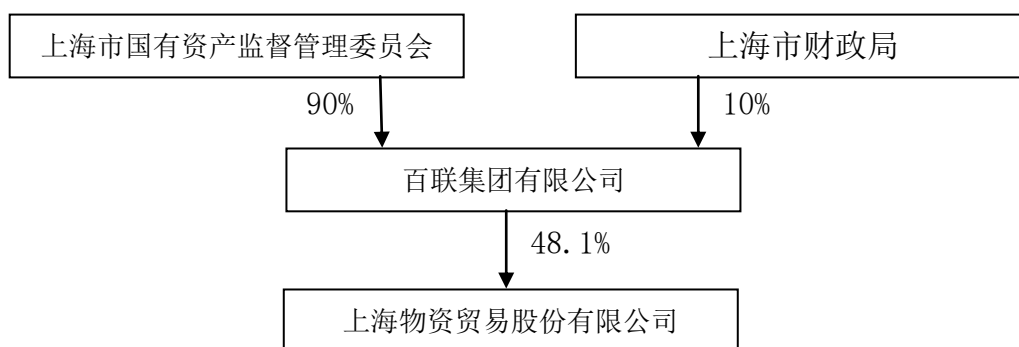 上海市国有资产监督管理委员会
上海市财政局
90%
10%
百联集团有限公司
48.1%
上海物资贸易股份有限公司